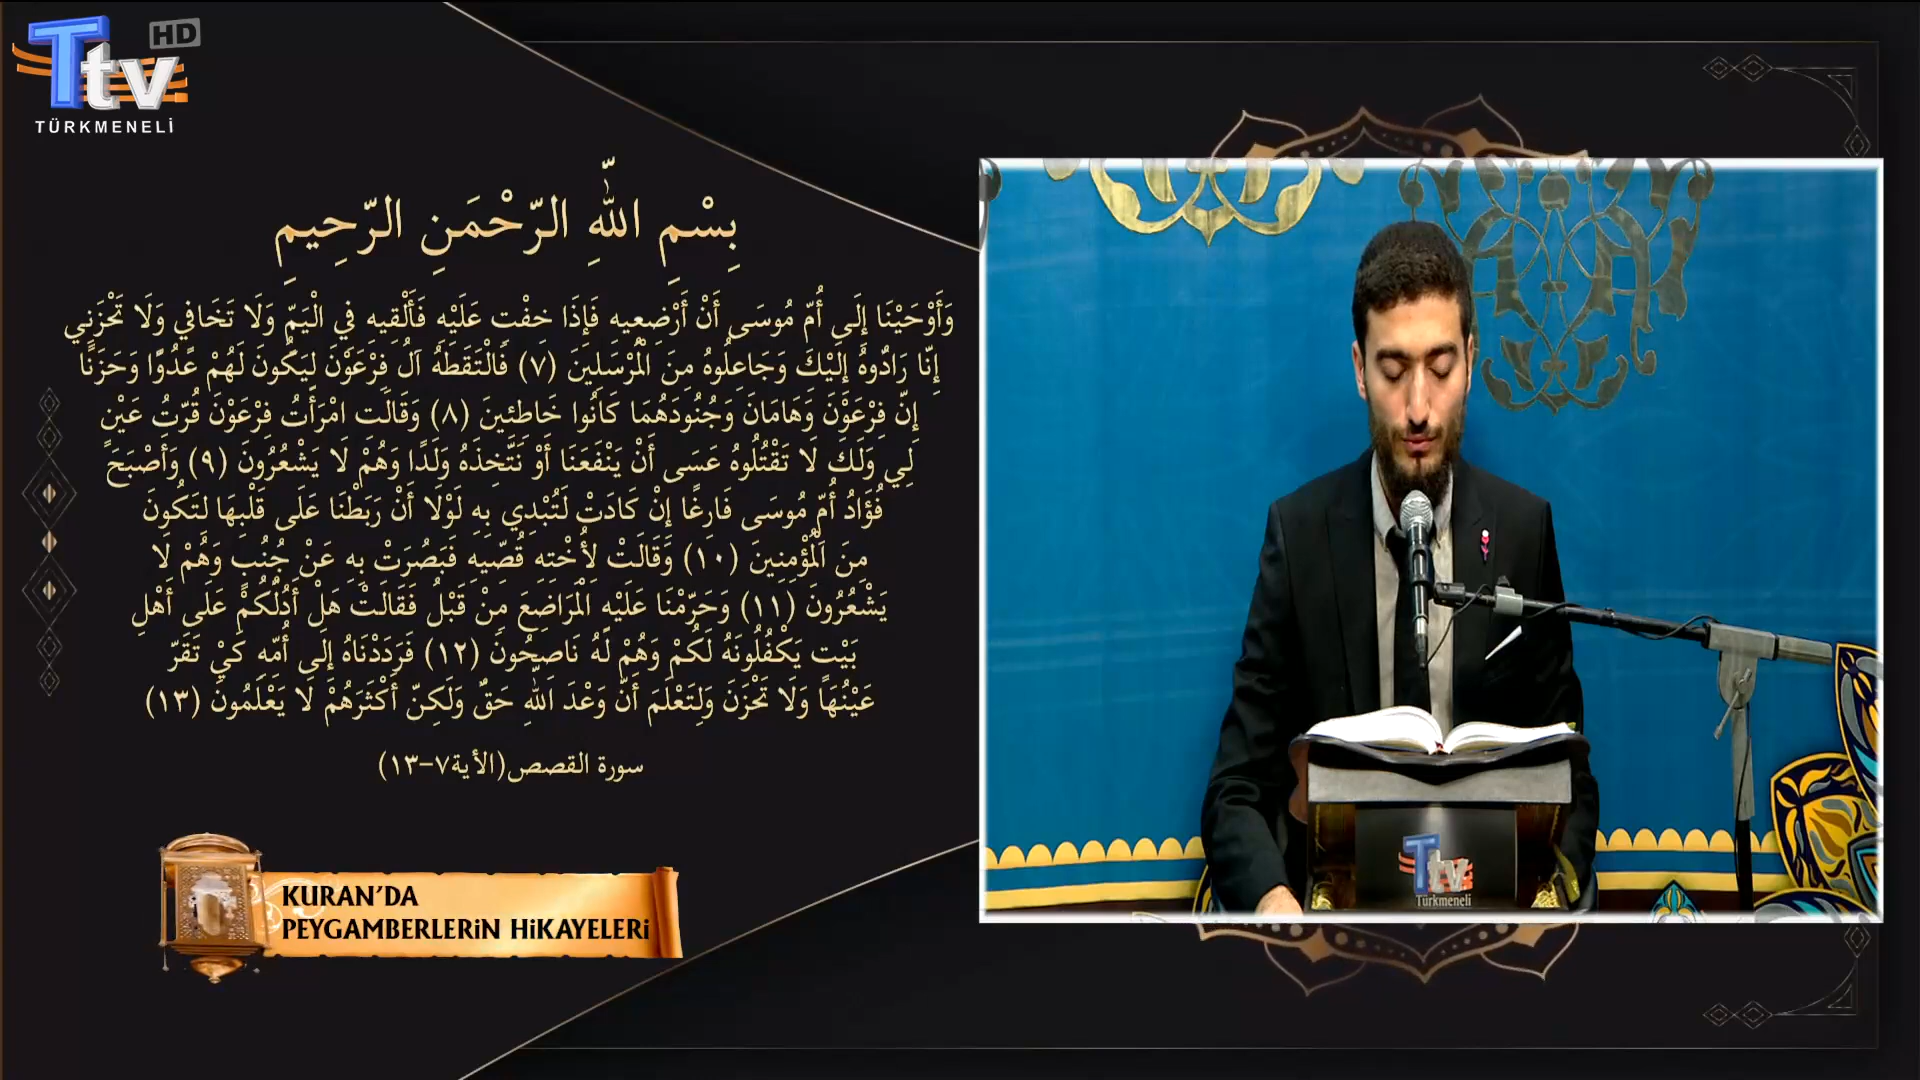 Ttv HD
TÜRKMENELİ
بِسْمِ اللّٰهِ الرّحْمَنِ الرّحِيمِ
وَأَوْحَيْنَا إِلَى أُمّ مُوسَى أَنْ أَرْضِعِيهِ فَإِذَا خِفْتِ عَلَيْهِ فَأَلْقِيهِ فِي الْيَمّ وَلَا تَخَافِي وَلَا تَحْزَنِي
إِنّا رَادُّوهُ إِلَيْكَ وَجَاعِلُوهُ مِنَ الْمُرْسَلِينَ (٧) فَالْتَقَطَهُ آلُ فِرْعَوْنَ لِيَكُونَ لَهُمْ عَدُوًّا وَحَزَنًا
إِنّ فِرْعَوْنَ وَهَامَانَ وَجُنُودَهُمَا كَانُوا خَاطِئِينَ (٨) وَقَالَتِ امْرَأَتُ فِرْعَوْنَ قُرّتُ عَيْنٍ
لِي وَلَكَ لَا تَقْتُلُوهُ عَسَى أَنْ يَنْفَعَنَا أَوْ نَتَّخِذَهُ وَلَدًا وَهُمْ لَا يَشْعُرُونَ (٩) وَأَصْبَحَ
فُؤَادُ أُمّ مُوسَى فَارِغًا إِنْ كَادَتْ لَتُبْدِي بِهِ لَوْلَا أَنْ رَبَطْنَا عَلَى قَلْبِهَا لِتَكُونَ
مِنَ الْمُؤْمِنِينَ (١٠) وَقَالَتْ لِأُخْتِهِ قُصّيهِ فَبَصُرَتْ بِهِ عَنْ جُنُبٍ وَهُمْ لَا
يَشْعُرُونَ (١١) وَحَرّمْنَا عَلَيْهِ الْمَرَاضِعَ مِنْ قَبْلُ فَقَالَتْ هَلْ أَدُلُّكُمْ عَلَى أَهْلِ
بَيْتٍ يَكْفُلُونَهُ لَكُمْ وَهُمْ لَهُ نَاصِحُونَ (١٢) فَرَدَدْنَاهُ إِلَى أُمّهِ كَيْ تَقَرّ
عَيْنُهَا وَلَا تَحْزَنَ وَلِتَعْلَمَ أَنّ وَعْدَ اللّٰهِ حَقٌّ وَلَكِنّ أَكْثَرَهُمْ لَا يَعْلَمُونَ (١٣)
سورة القصص(الأية٧-١٣)
KURAN'DA
PEYGAMBERLERiN HiKAYELERi
Ttv
Türkmeneli